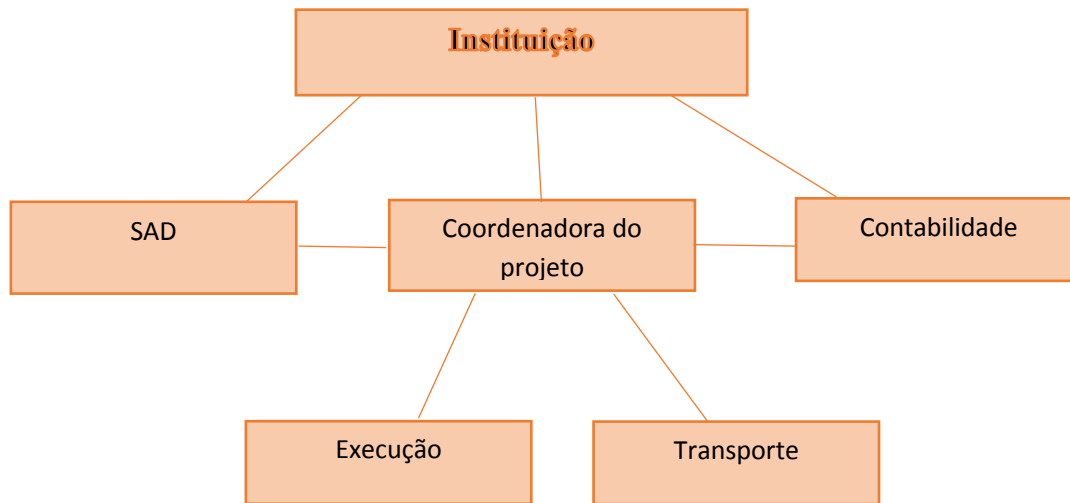 Instituição
SAD
Coordenadora do
projeto
Contabilidade
Execução
Transporte